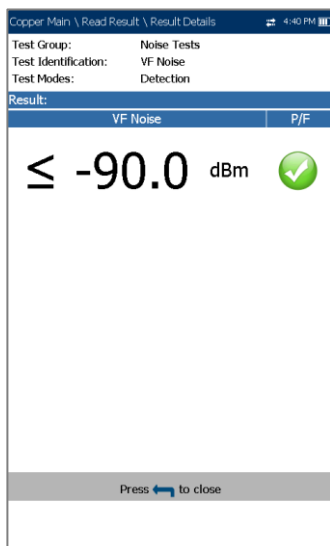 Copper Main \ Read Result \ Result Details 4:40 PM
Test Group: Noise Tests
Test Identification: VF Noise
Test Modes: Detection
Result:
VF Noise P/F
≤ -90.0 dBm
Press to close